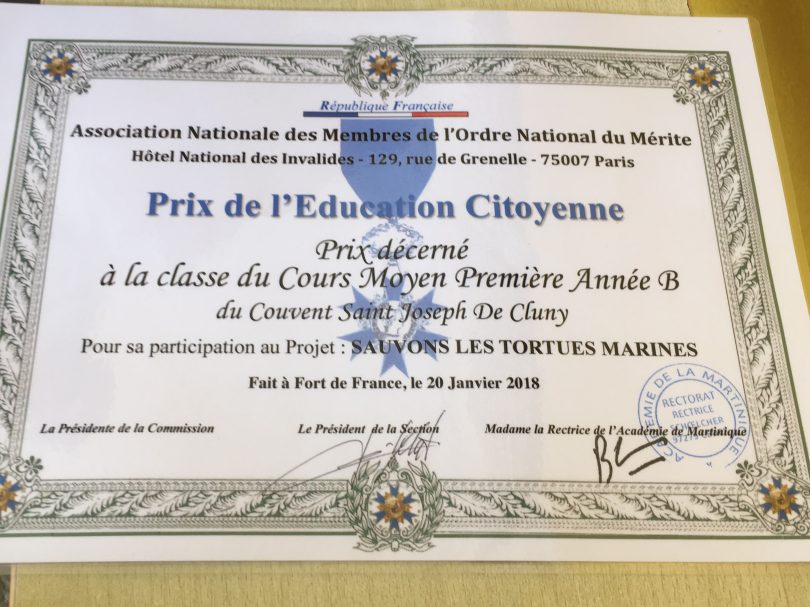 République Française
Association Nationale des Membres de l'Ordre National du Mérite
Hôtel National des Invalides - 129, rue de Grenelle - 75007 Paris
Prix de l'Education Citoyenne
Prix décerné
à la classe du Cours Moyen Première Année B
du Couvent Saint Joseph De Cluny
Pour sa participation au Projet : SAUVONS LES TORTUES MARINES
Fait à Fort de France, le 20 Janvier 2018
La Présidente de la Commission
Le Président de la Section
Madame la Rectrice de l'Académie de Martinique
ACADÉMIE DE LA MARTINIQUE
RECTORAT
RECTRICE
SCHŒLCHER